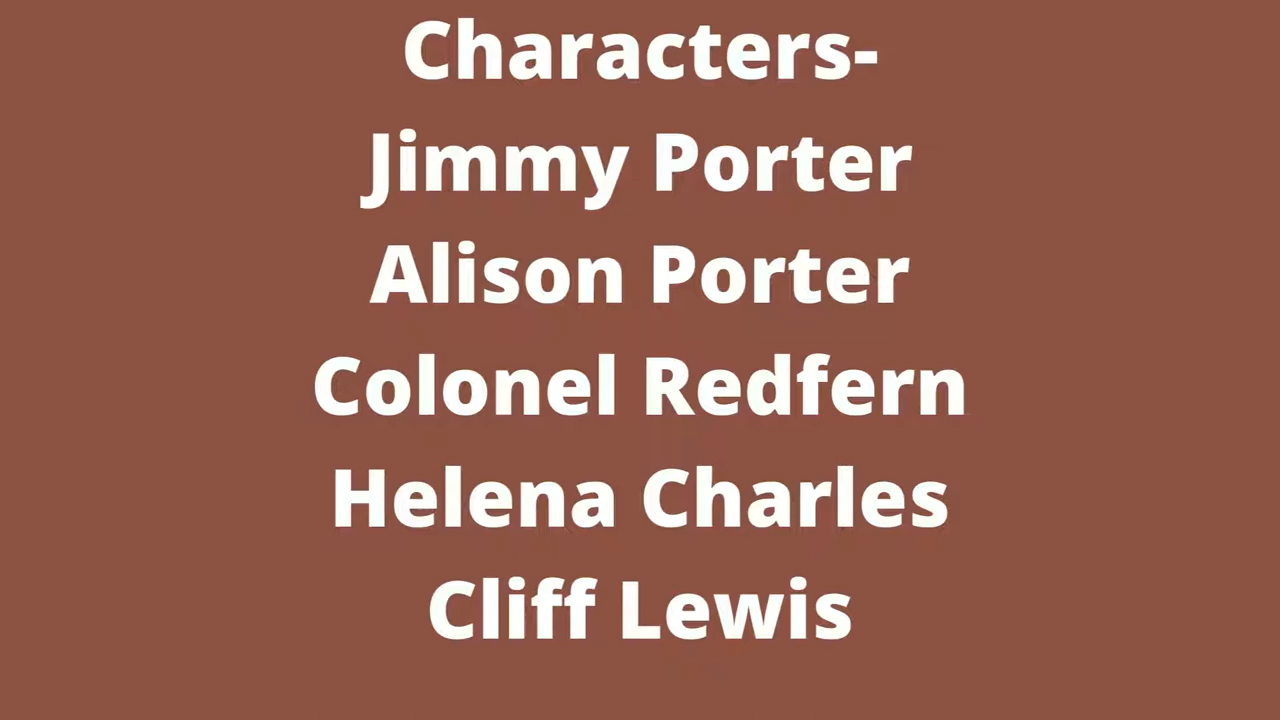 Characters-
Jimmy Porter
Alison Porter
Colonel Redfern
Helena Charles
Cliff Lewis